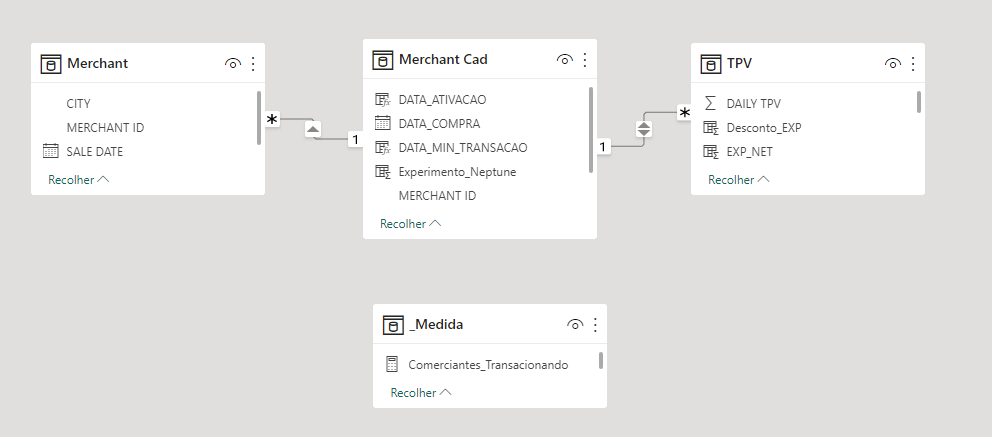 Merchant
CITY
MERCHANT ID
SALE DATE
Recolher
*
1
Merchant Cad
DATA_ATIVACAO
DATA_COMPRA
DATA_MIN_TRANSACAO
Experimento_Neptune
MERCHANT ID
Recolher
1
*
TPV
DAILY TPV
Desconto_EXP
EXP_NET
Recolher
_Medida
Comerciantes_Transacionando
Recolher